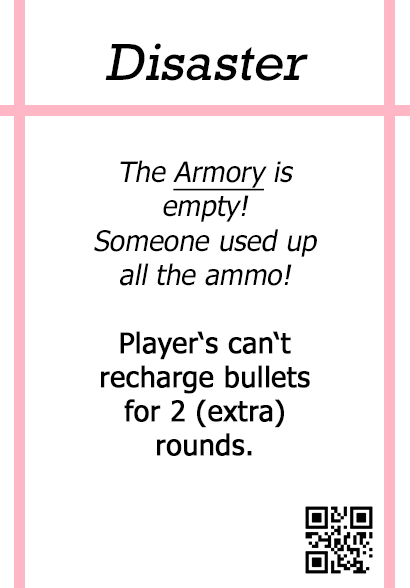 Disaster
The Armory is
empty!
Someone used up
all the ammo!
Player‛s can‛t
recharge bullets
for 2 (extra)
rounds.